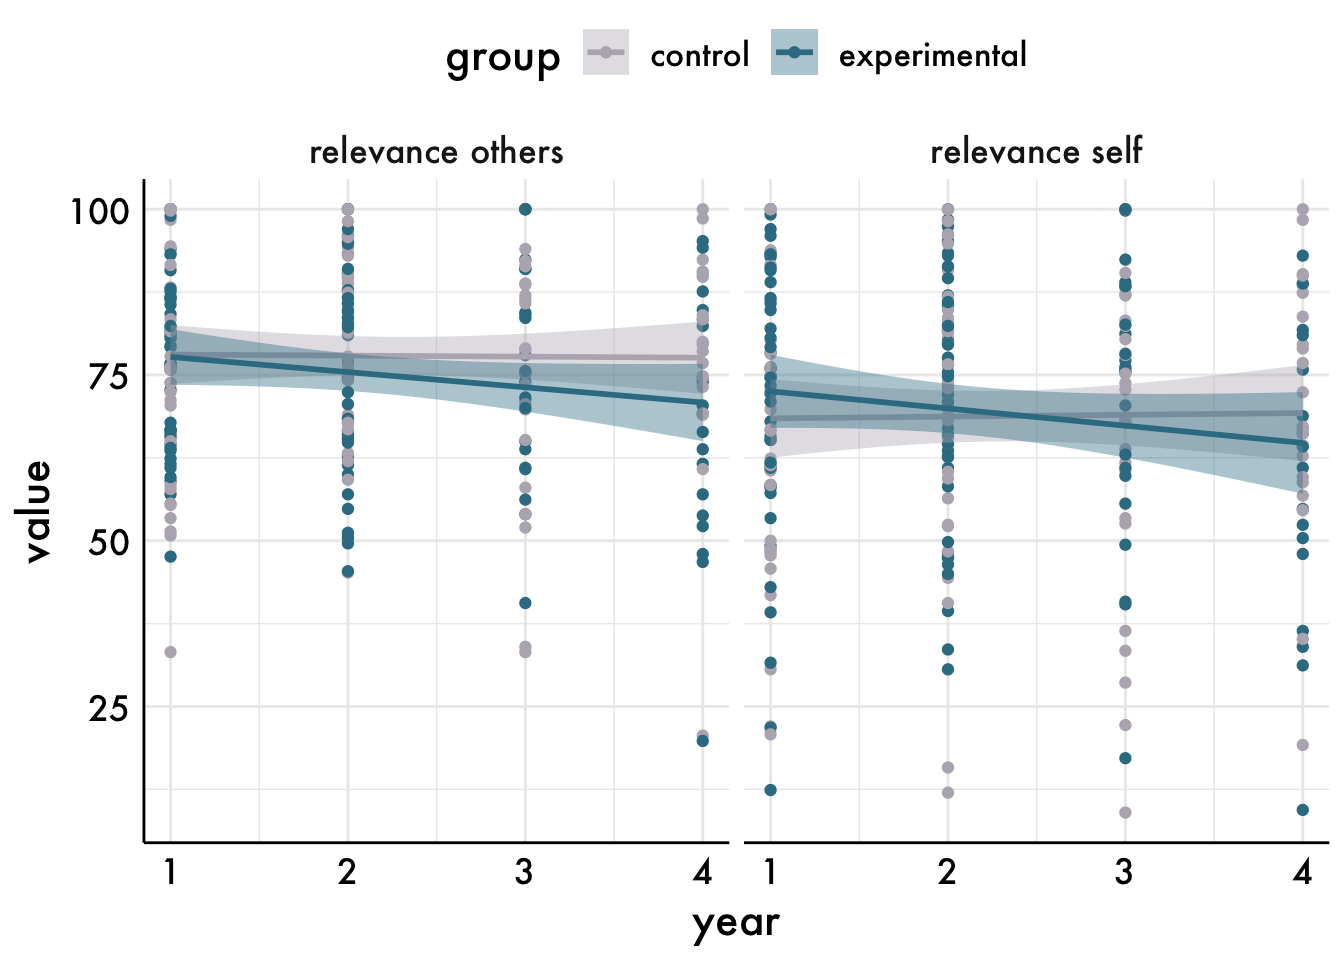 group control experimental
relevance others relevance self
100
75
50
25
value
1 2 3 4 1 2 3 4
year